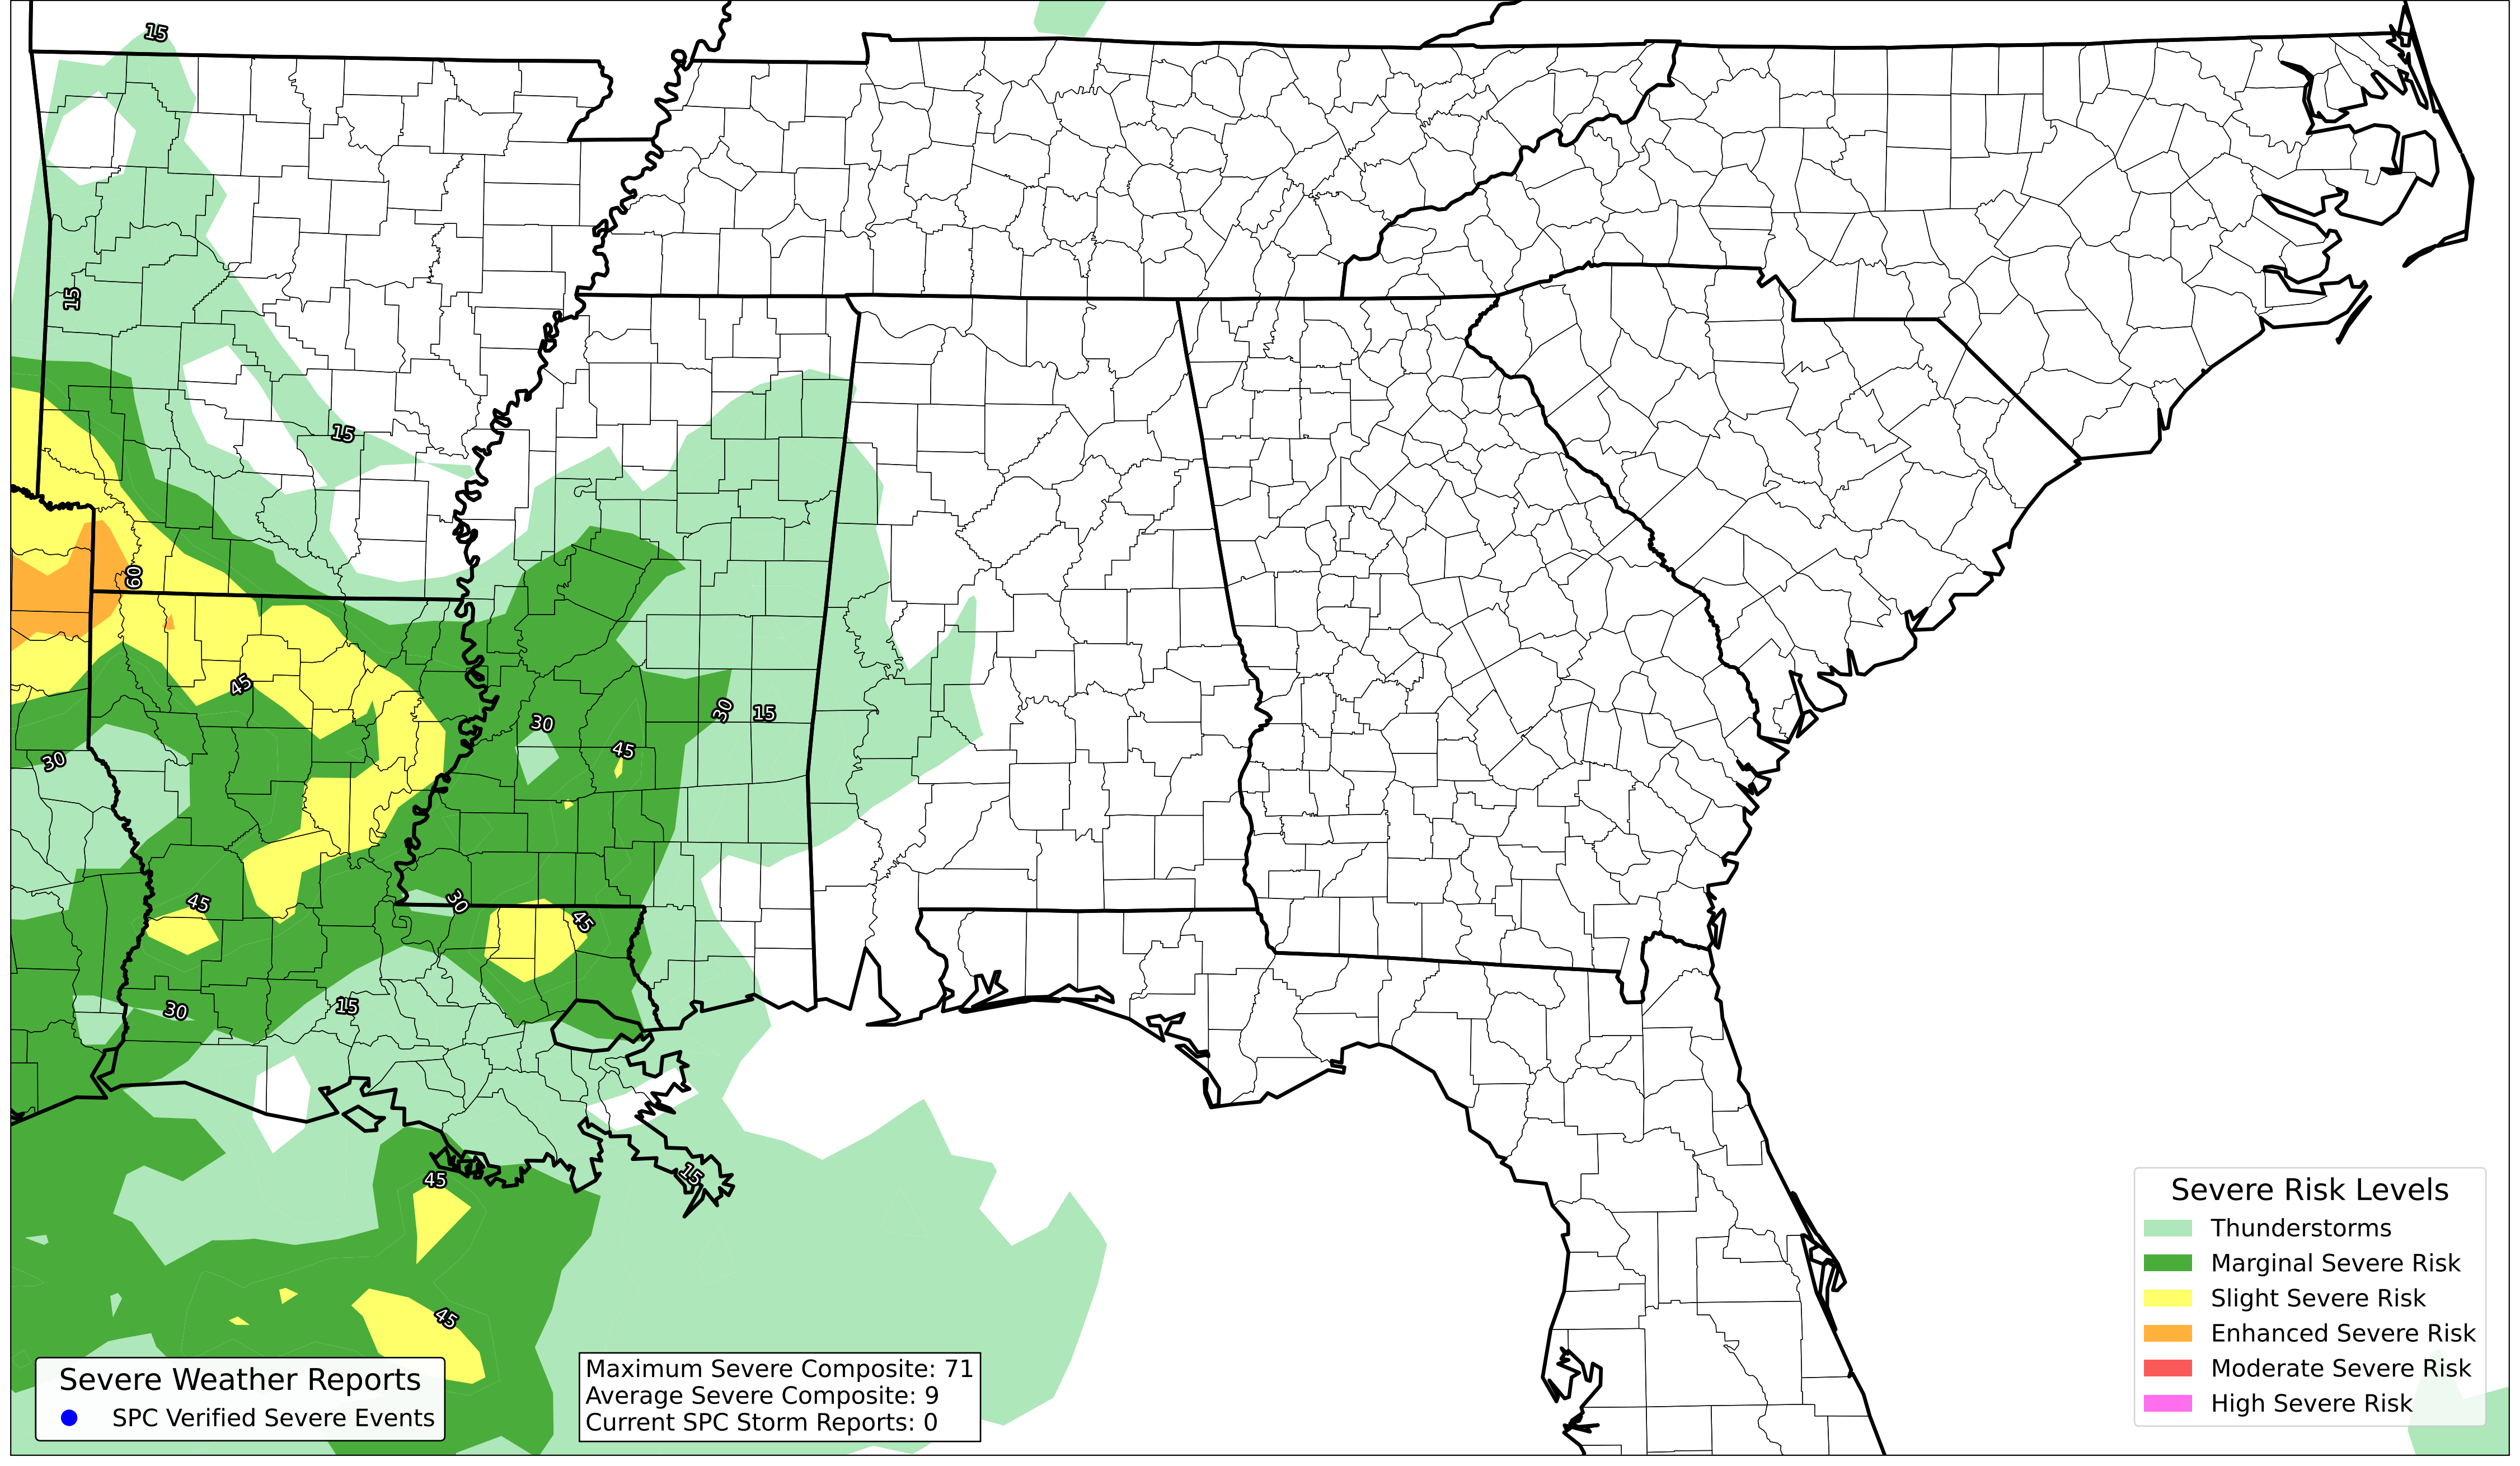 15
15
15
60
45
30
15
30
45
30
45
30
45
30
15
45
15
45
Severe Risk Levels
Thunderstorms
Marginal Severe Risk
Slight Severe Risk
Enhanced Severe Risk
Moderate Severe Risk
High Severe Risk
Severe Weather Reports
SPC Verified Severe Events
Maximum Severe Composite: 71
Average Severe Composite: 9
Current SPC Storm Reports: 0